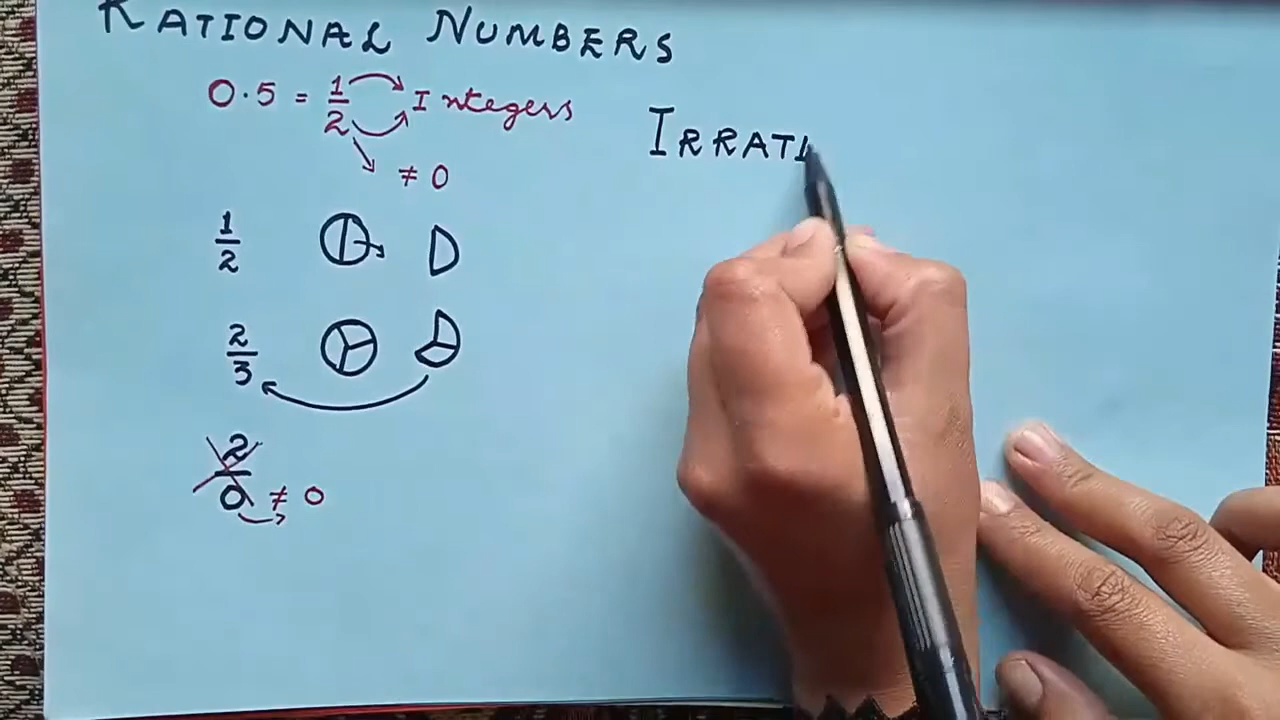 RATIONAL NUMBERS
0.5 = 1/2 Integers
≠ 0
IRRATI
1/2
2/3
2/0 ≠ 0